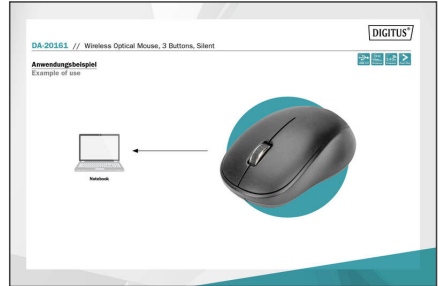 DIGITUS®
DA-20161 // Wireless Optical Mouse, 3 Buttons, Silent
Anwendungsbeispiel
Example of use
Notebook